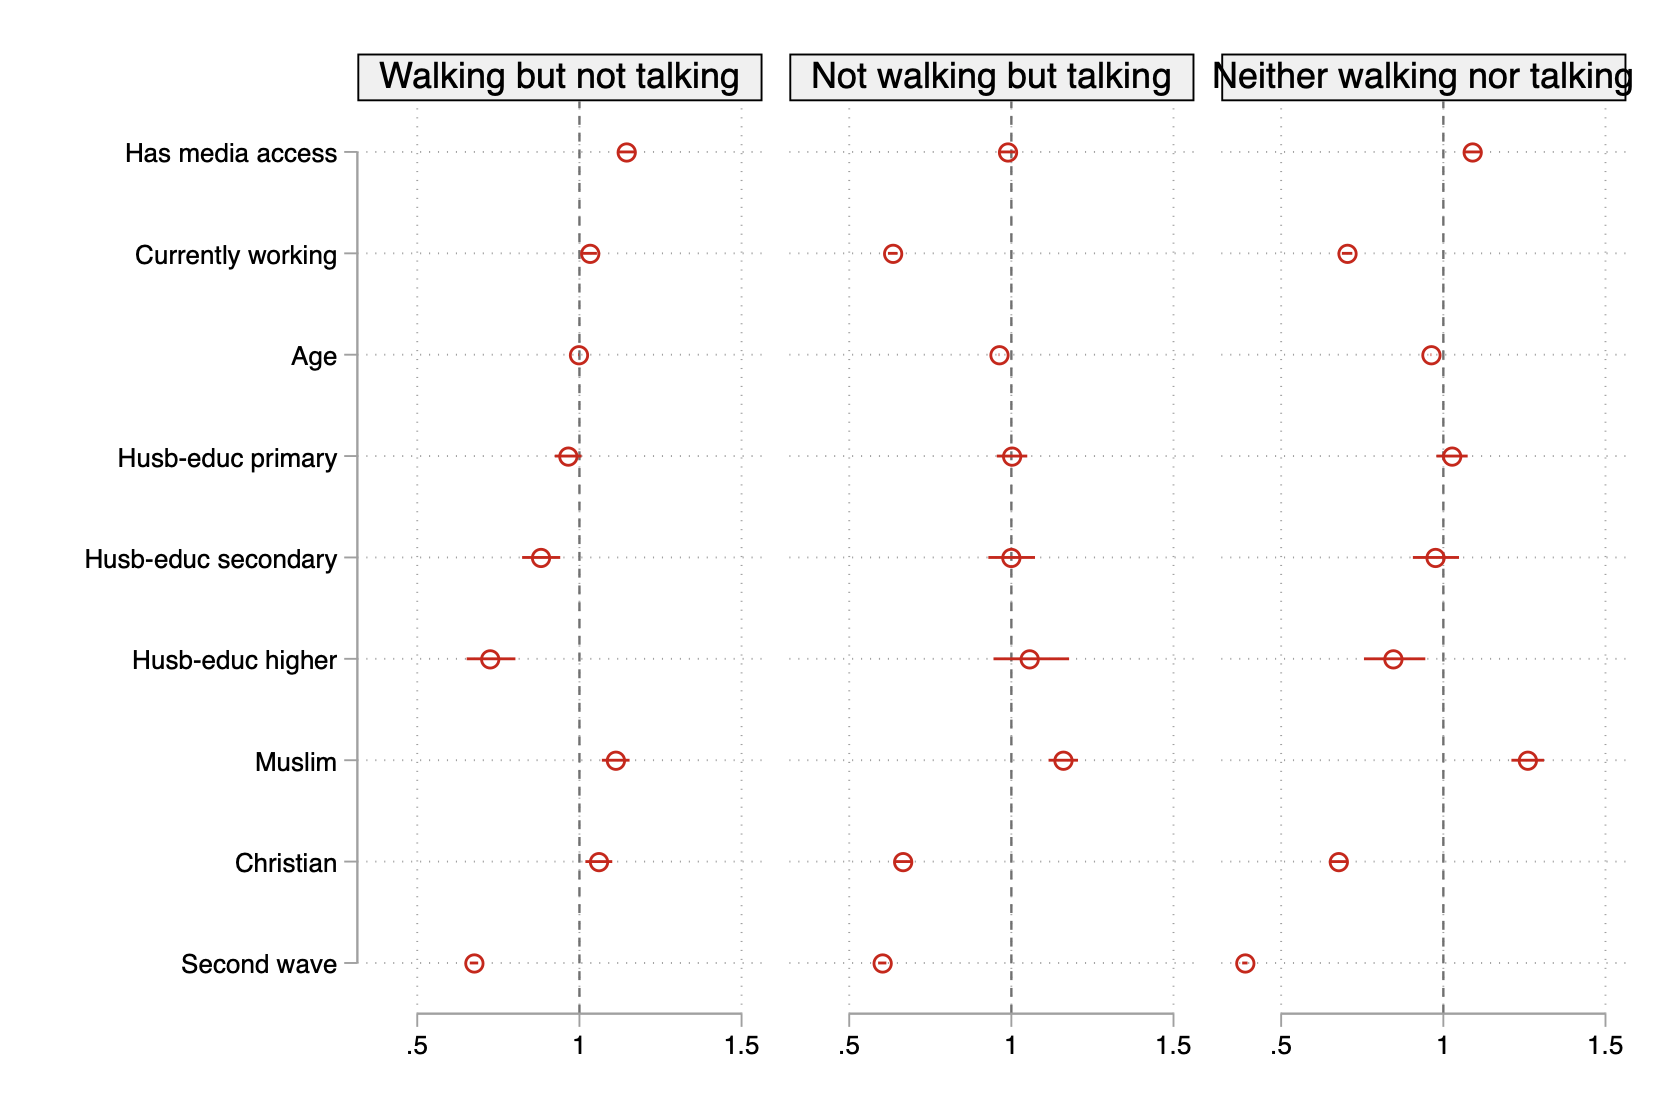 Walking but not talking
Not walking but talking
Neither walking nor talking
Has media access
Currently working
Age
Husb-educ primary
Husb-educ secondary
Husb-educ higher
Muslim
Christian
Second wave
.5 1 1.5 .5 1 1.5 .5 1 1.5